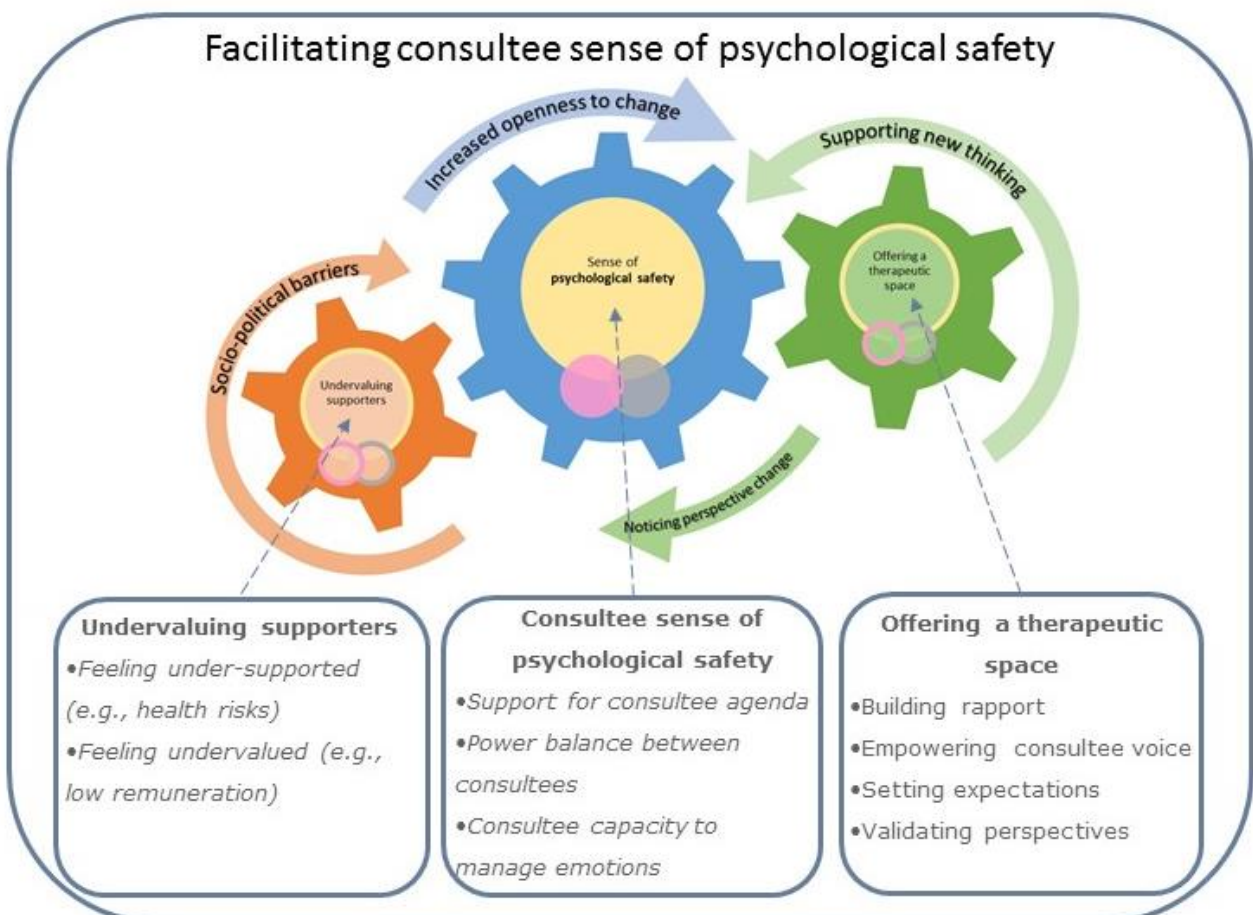 Facilitating consultee sense of psychological safety
Increased openness to change
Supporting new thinking
Socio-political barriers
Sense of
psychological safety
Offering a
therapeutic
space
Undervaluing
supporters
Noticing perspective change
Undervaluing supporters
•Feeling under-supported
(e.g., health risks)
•Feeling undervalued (e.g.,
low remuneration)
Consultee sense of
psychological safety
•Support for consultee agenda
•Power balance between
consultees
•Consultee capacity to
manage emotions
Offering a therapeutic
space
•Building rapport
•Empowering consultee voice
•Setting expectations
•Validating perspectives